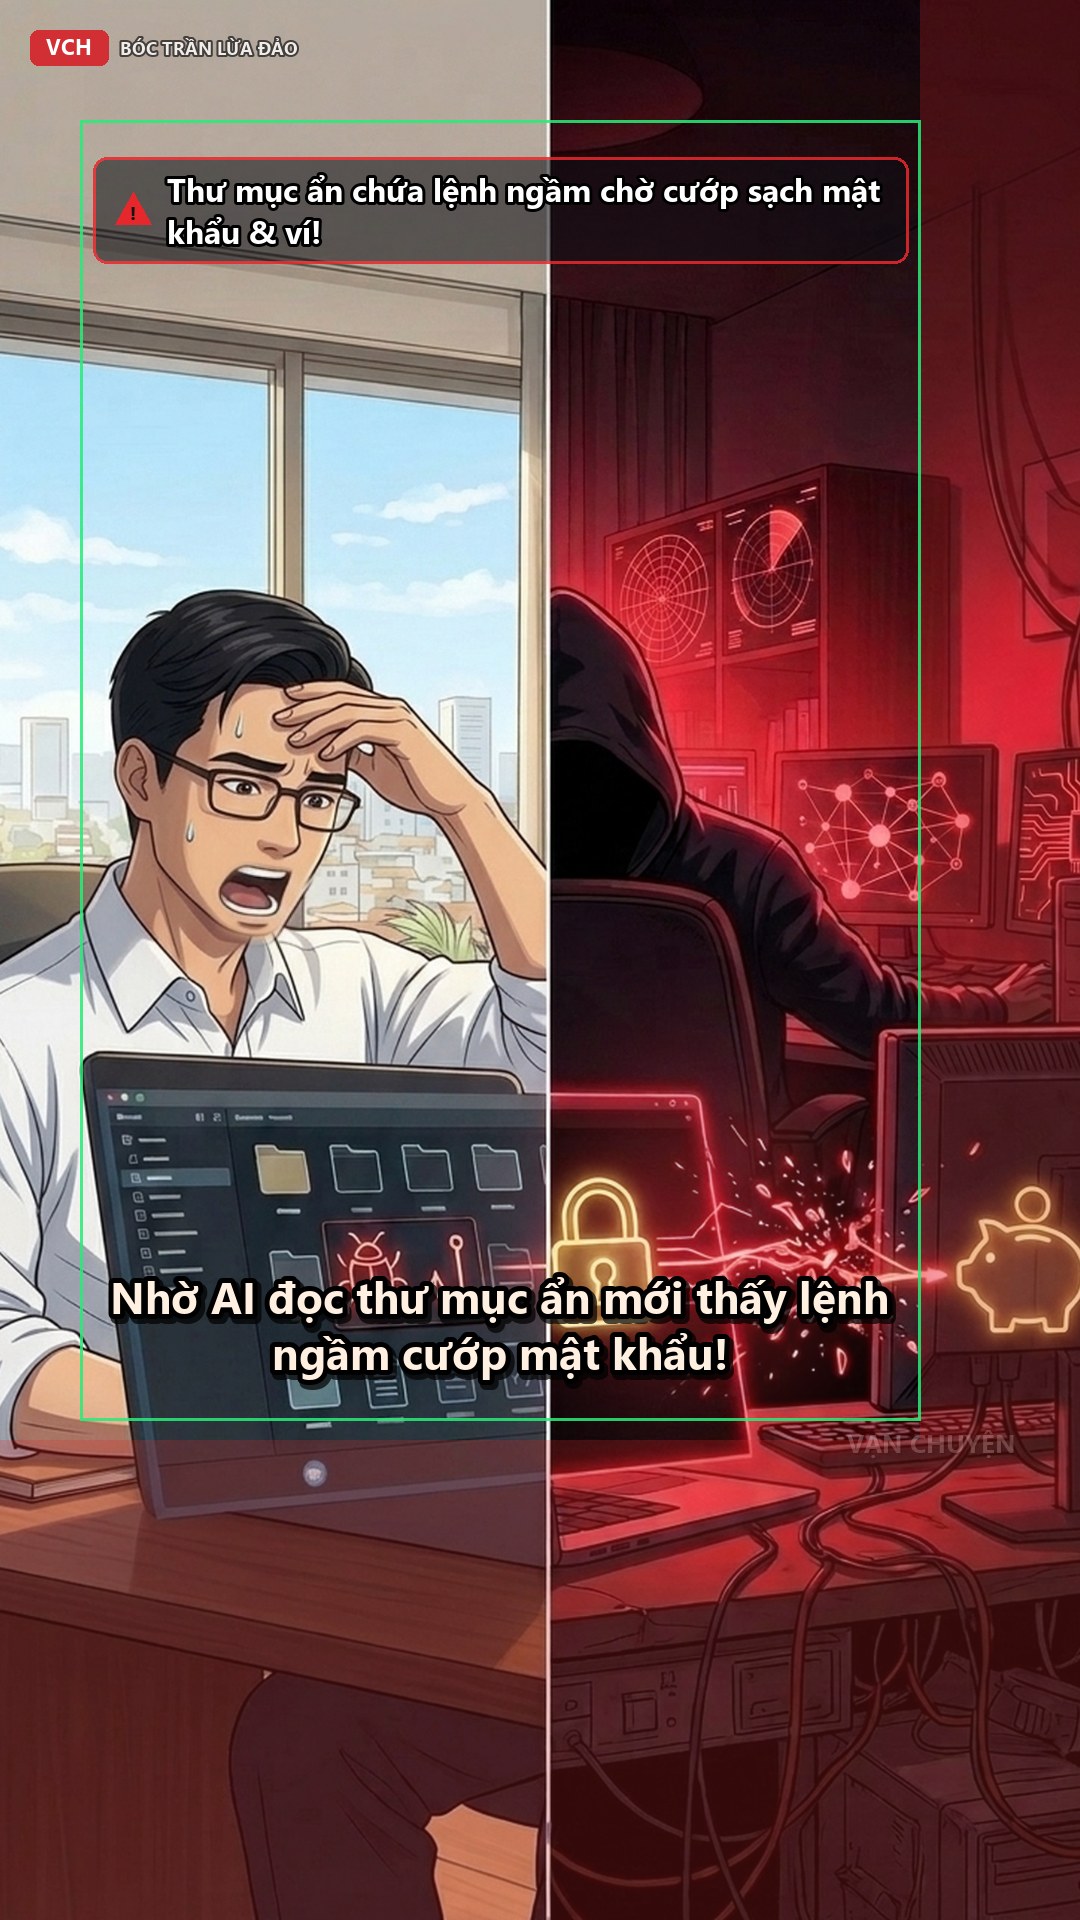 VCH BÓC TRẦN LỪA ĐẢO
Thư mục ẩn chứa lệnh ngầm chờ cướp sạch mật
khẩu & ví!
Nhờ AI đọc thư mục ẩn mới thấy lệnh
ngầm cướp mật khẩu!
VẠN CHUYỆN